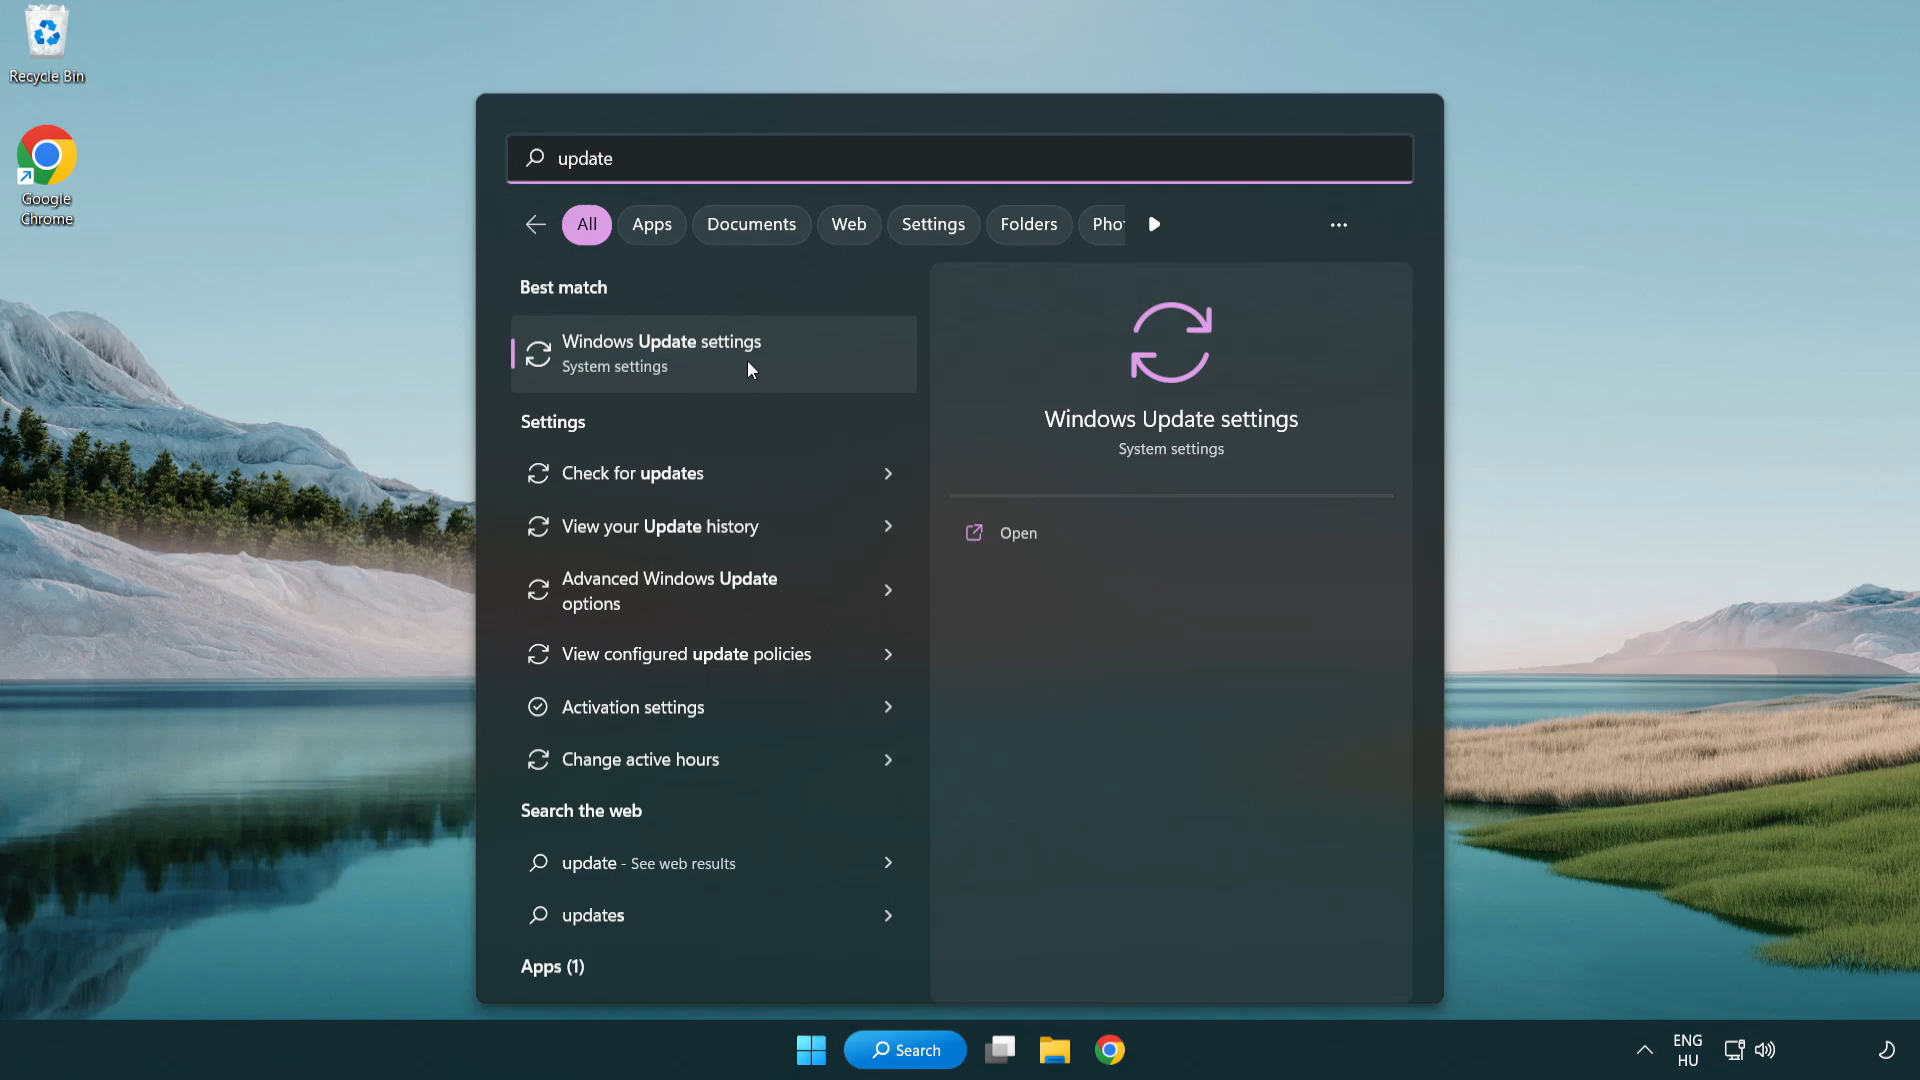 Recycle Bin
Google
Chrome
update
All
Apps
Documents
Web
Settings
Folders
Best match
Windows Update settings
System settings
Settings
Check for updates
View your Update history
Advanced Windows Update
options
View configured update policies
Activation settings
Change active hours
Search the web
update - See web results
updates
Apps (1)
Windows Update settings
System settings
Open
Search
ENG
HU